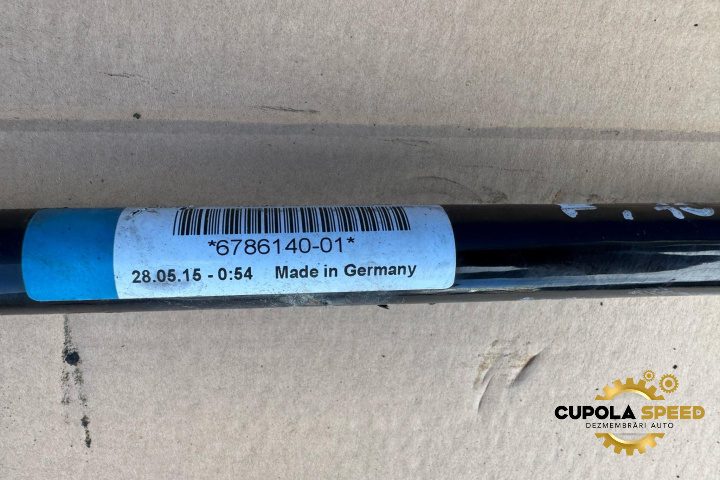 *6786140-01*
28.05.15 - 0:54 Made in Germany
CUPOLA SPEED
DEZMEMBRĂRI AUTO